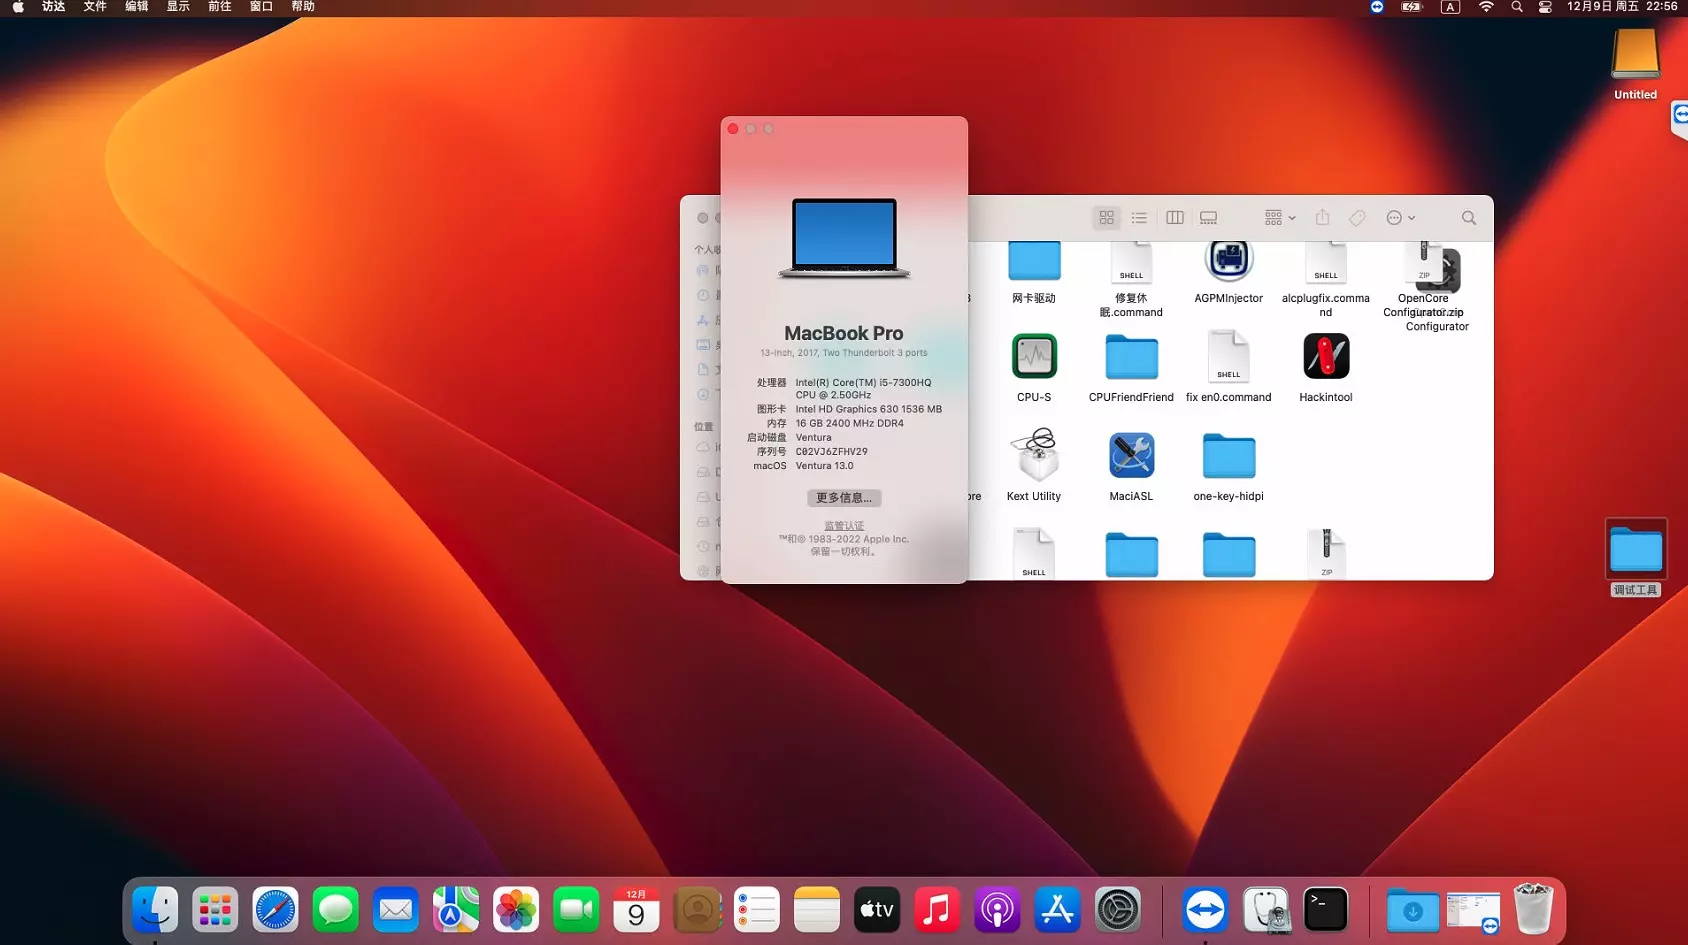 访达 文件 编辑 显示 前往 窗口 帮助
A 12月9日 周五 22:56
Untitled
MacBook Pro
13-inch, 2017, Two Thunderbolt 3 ports
处理器 Intel(R) Core(TM) i5-7300HQ
CPU @ 2.50GHz
图形卡 Intel HD Graphics 630 1536 MB
内存 16 GB 2400 MHz DDR4
启动磁盘 Ventura
序列号 C02VJ6ZFHV29
macOS Ventura 13.0
更多信息...
监管认证
™和© 1983-2022 Apple Inc.
保留一切权利。
位置
SHELL
SHELL
ZIP
网卡驱动
修复休
眠.command
AGPMInjector
alcplugfix.comma
nd
OpenCore
Configurator.zip
Configurator
SHELL
CPU-S
CPUFriendFriend
fix en0.command
Hackintool
Kext Utility
MaciASL
one-key-hidpi
SHELL
ZIP
调试工具
12月
9
tv